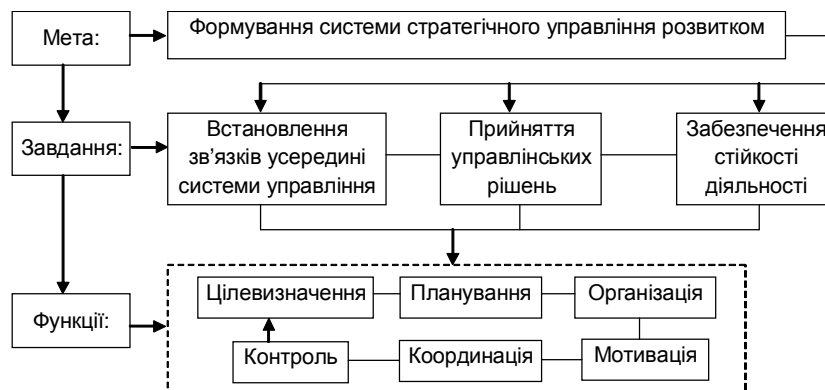 Мета:
Формування системи стратегічного управління розвитком
Завдання:
Встановлення
зв’язків усередині
системи управління
Прийняття
управлінських
рішень
Забезпечення
стійкості
діяльності
Функції:
Цілевизначення
Планування
Організація
Контроль
Координація
Мотивація